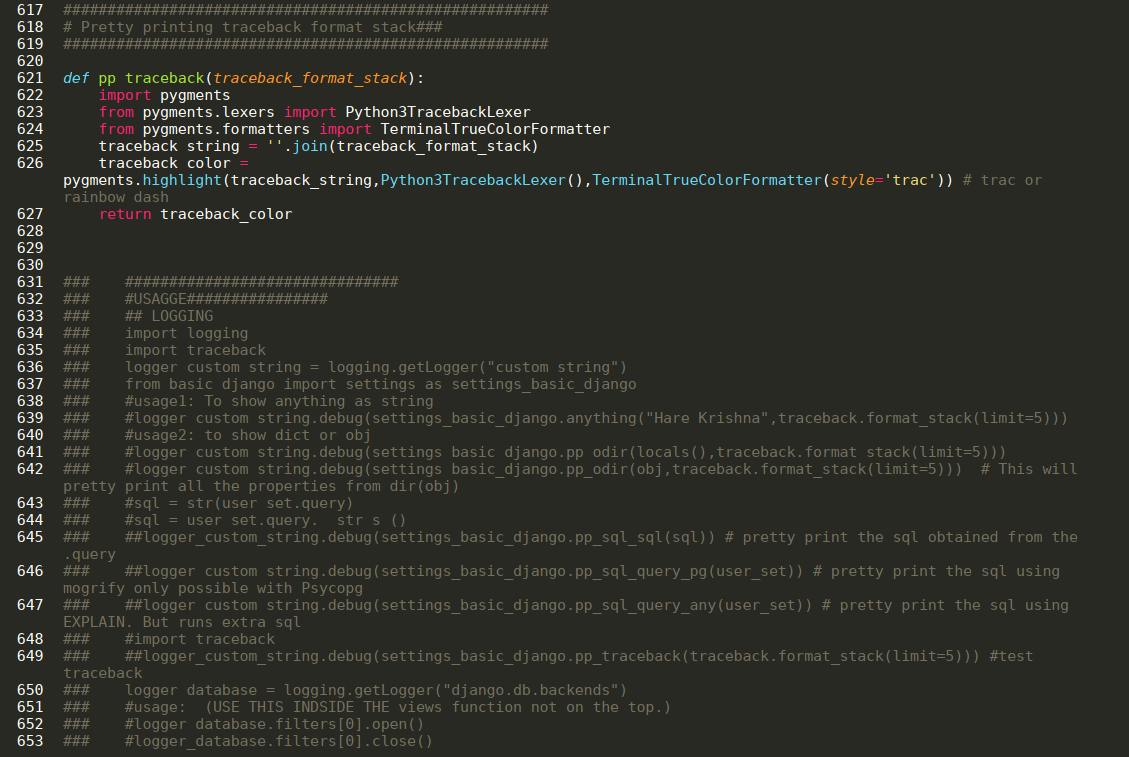 617 #######################################################
618 # Pretty printing traceback format stack###
619 #######################################################
620
621 def pp traceback(traceback_format_stack):
622     import pygments
623     from pygments.lexers import Python3TracebackLexer
624     from pygments.formatters import TerminalTrueColorFormatter
625     traceback string = ''.join(traceback_format_stack)
626     traceback color =
pygments.highlight(traceback_string,Python3TracebackLexer(),TerminalTrueColorFormatter(style='trac')) # trac or
rainbow dash
627     return traceback_color
628
629
630
631 ###    ###############################
632 ###    #USAGGE################
633 ###    ## LOGGING
634 ###    import logging
635 ###    import traceback
636 ###    logger custom string = logging.getLogger("custom string")
637 ###    from basic django import settings as settings_basic_django
638 ###    #usage1: To show anything as string
639 ###    #logger custom string.debug(settings_basic_django.anything("Hare Krishna",traceback.format_stack(limit=5)))
640 ###    #usage2: to show dict or obj
641 ###    #logger custom string.debug(settings basic django.pp odir(locals(),traceback.format stack(limit=5)))
642 ###    #logger custom string.debug(settings basic_django.pp_odir(obj,traceback.format_stack(limit=5)))  # This will
pretty print all the properties from dir(obj)
643 ###    #sql = str(user set.query)
644 ###    #sql = user set.query.  str s ()
645 ###    ##logger_custom_string.debug(settings_basic_django.pp_sql_sql(sql)) # pretty print the sql obtained from the
.query
646 ###    ##logger custom string.debug(settings_basic_django.pp_sql_query_pg(user_set)) # pretty print the sql using
mogrify only possible with Psycopg
647 ###    ##logger custom string.debug(settings_basic_django.pp_sql_query_any(user_set)) # pretty print the sql using
EXPLAIN. But runs extra sql
648 ###    #import traceback
649 ###    ##logger_custom_string.debug(settings_basic_django.pp_traceback(traceback.format_stack(limit=5))) #test
traceback
650 ###    logger database = logging.getLogger("django.db.backends")
651 ###    #usage:  (USE THIS INDSIDE THE views function not on the top.)
652 ###    #logger database.filters[0].open()
653 ###    #logger_database.filters[0].close()